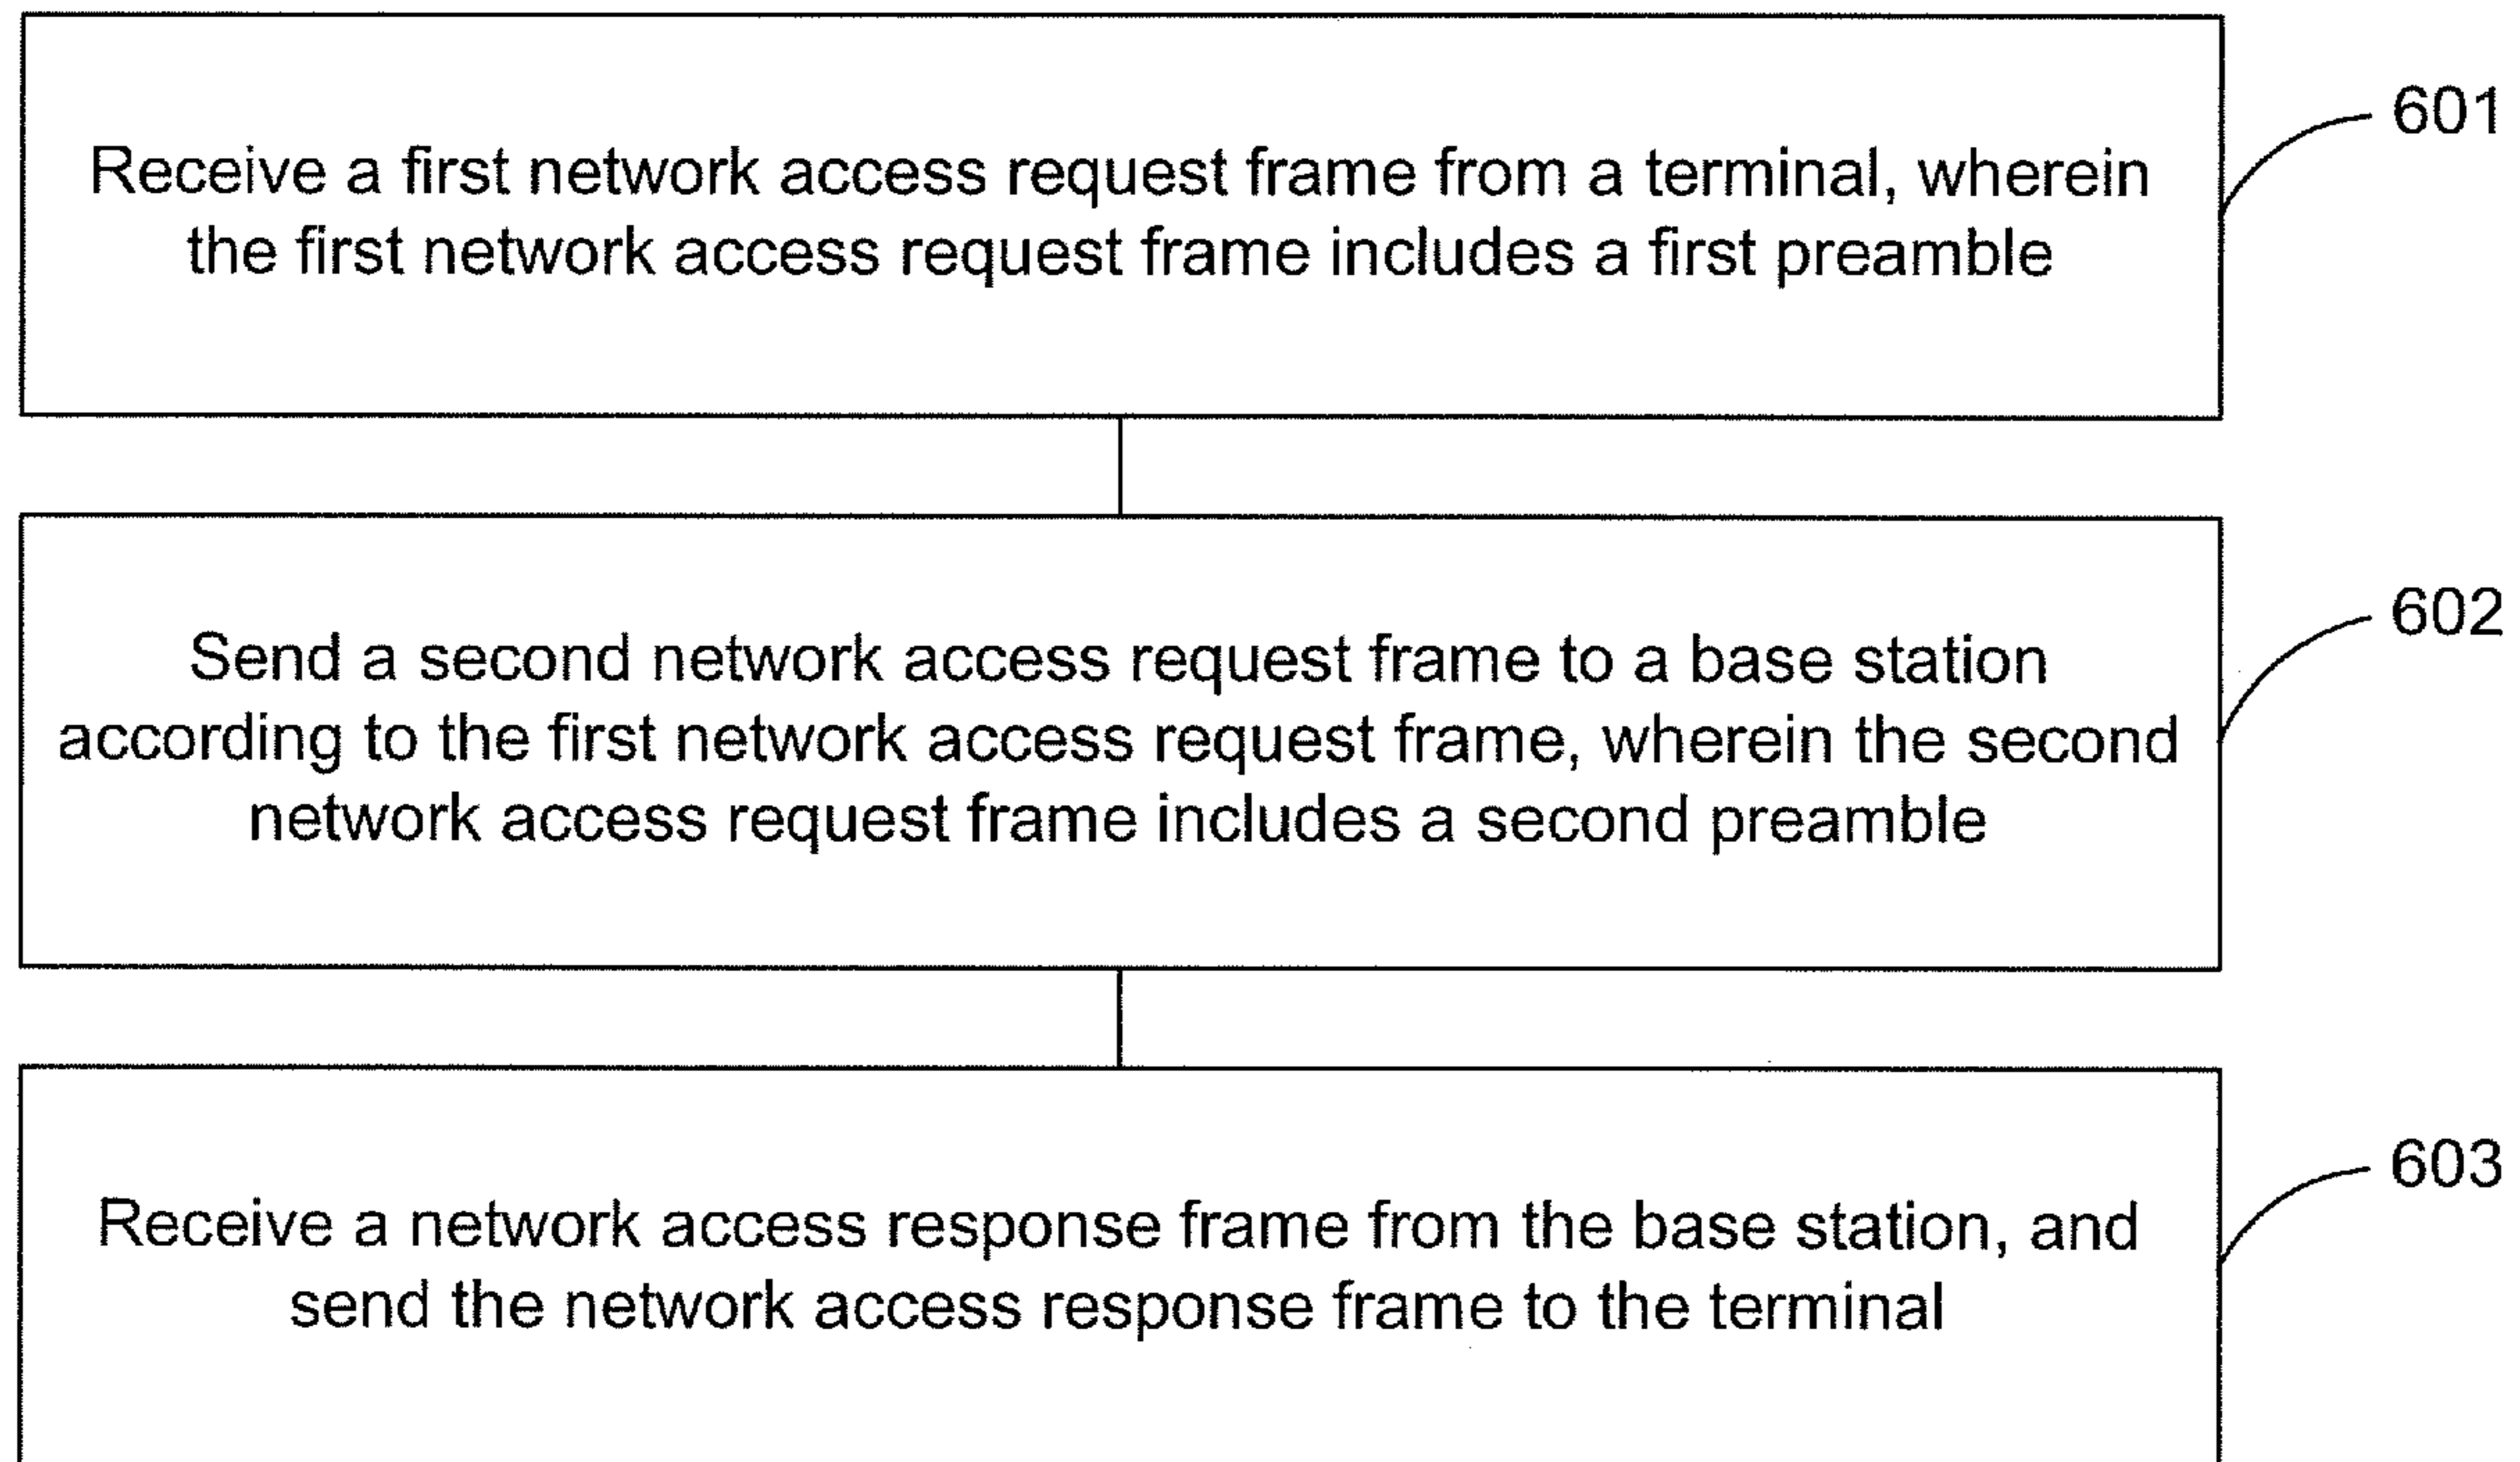 601
Receive a first network access request frame from a terminal, wherein
the first network access request frame includes a first preamble
602
Send a second network access request frame to a base station
according to the first network access request frame, wherein the second
network access request frame includes a second preamble
603
Receive a network access response frame from the base station, and
send the network access response frame to the terminal